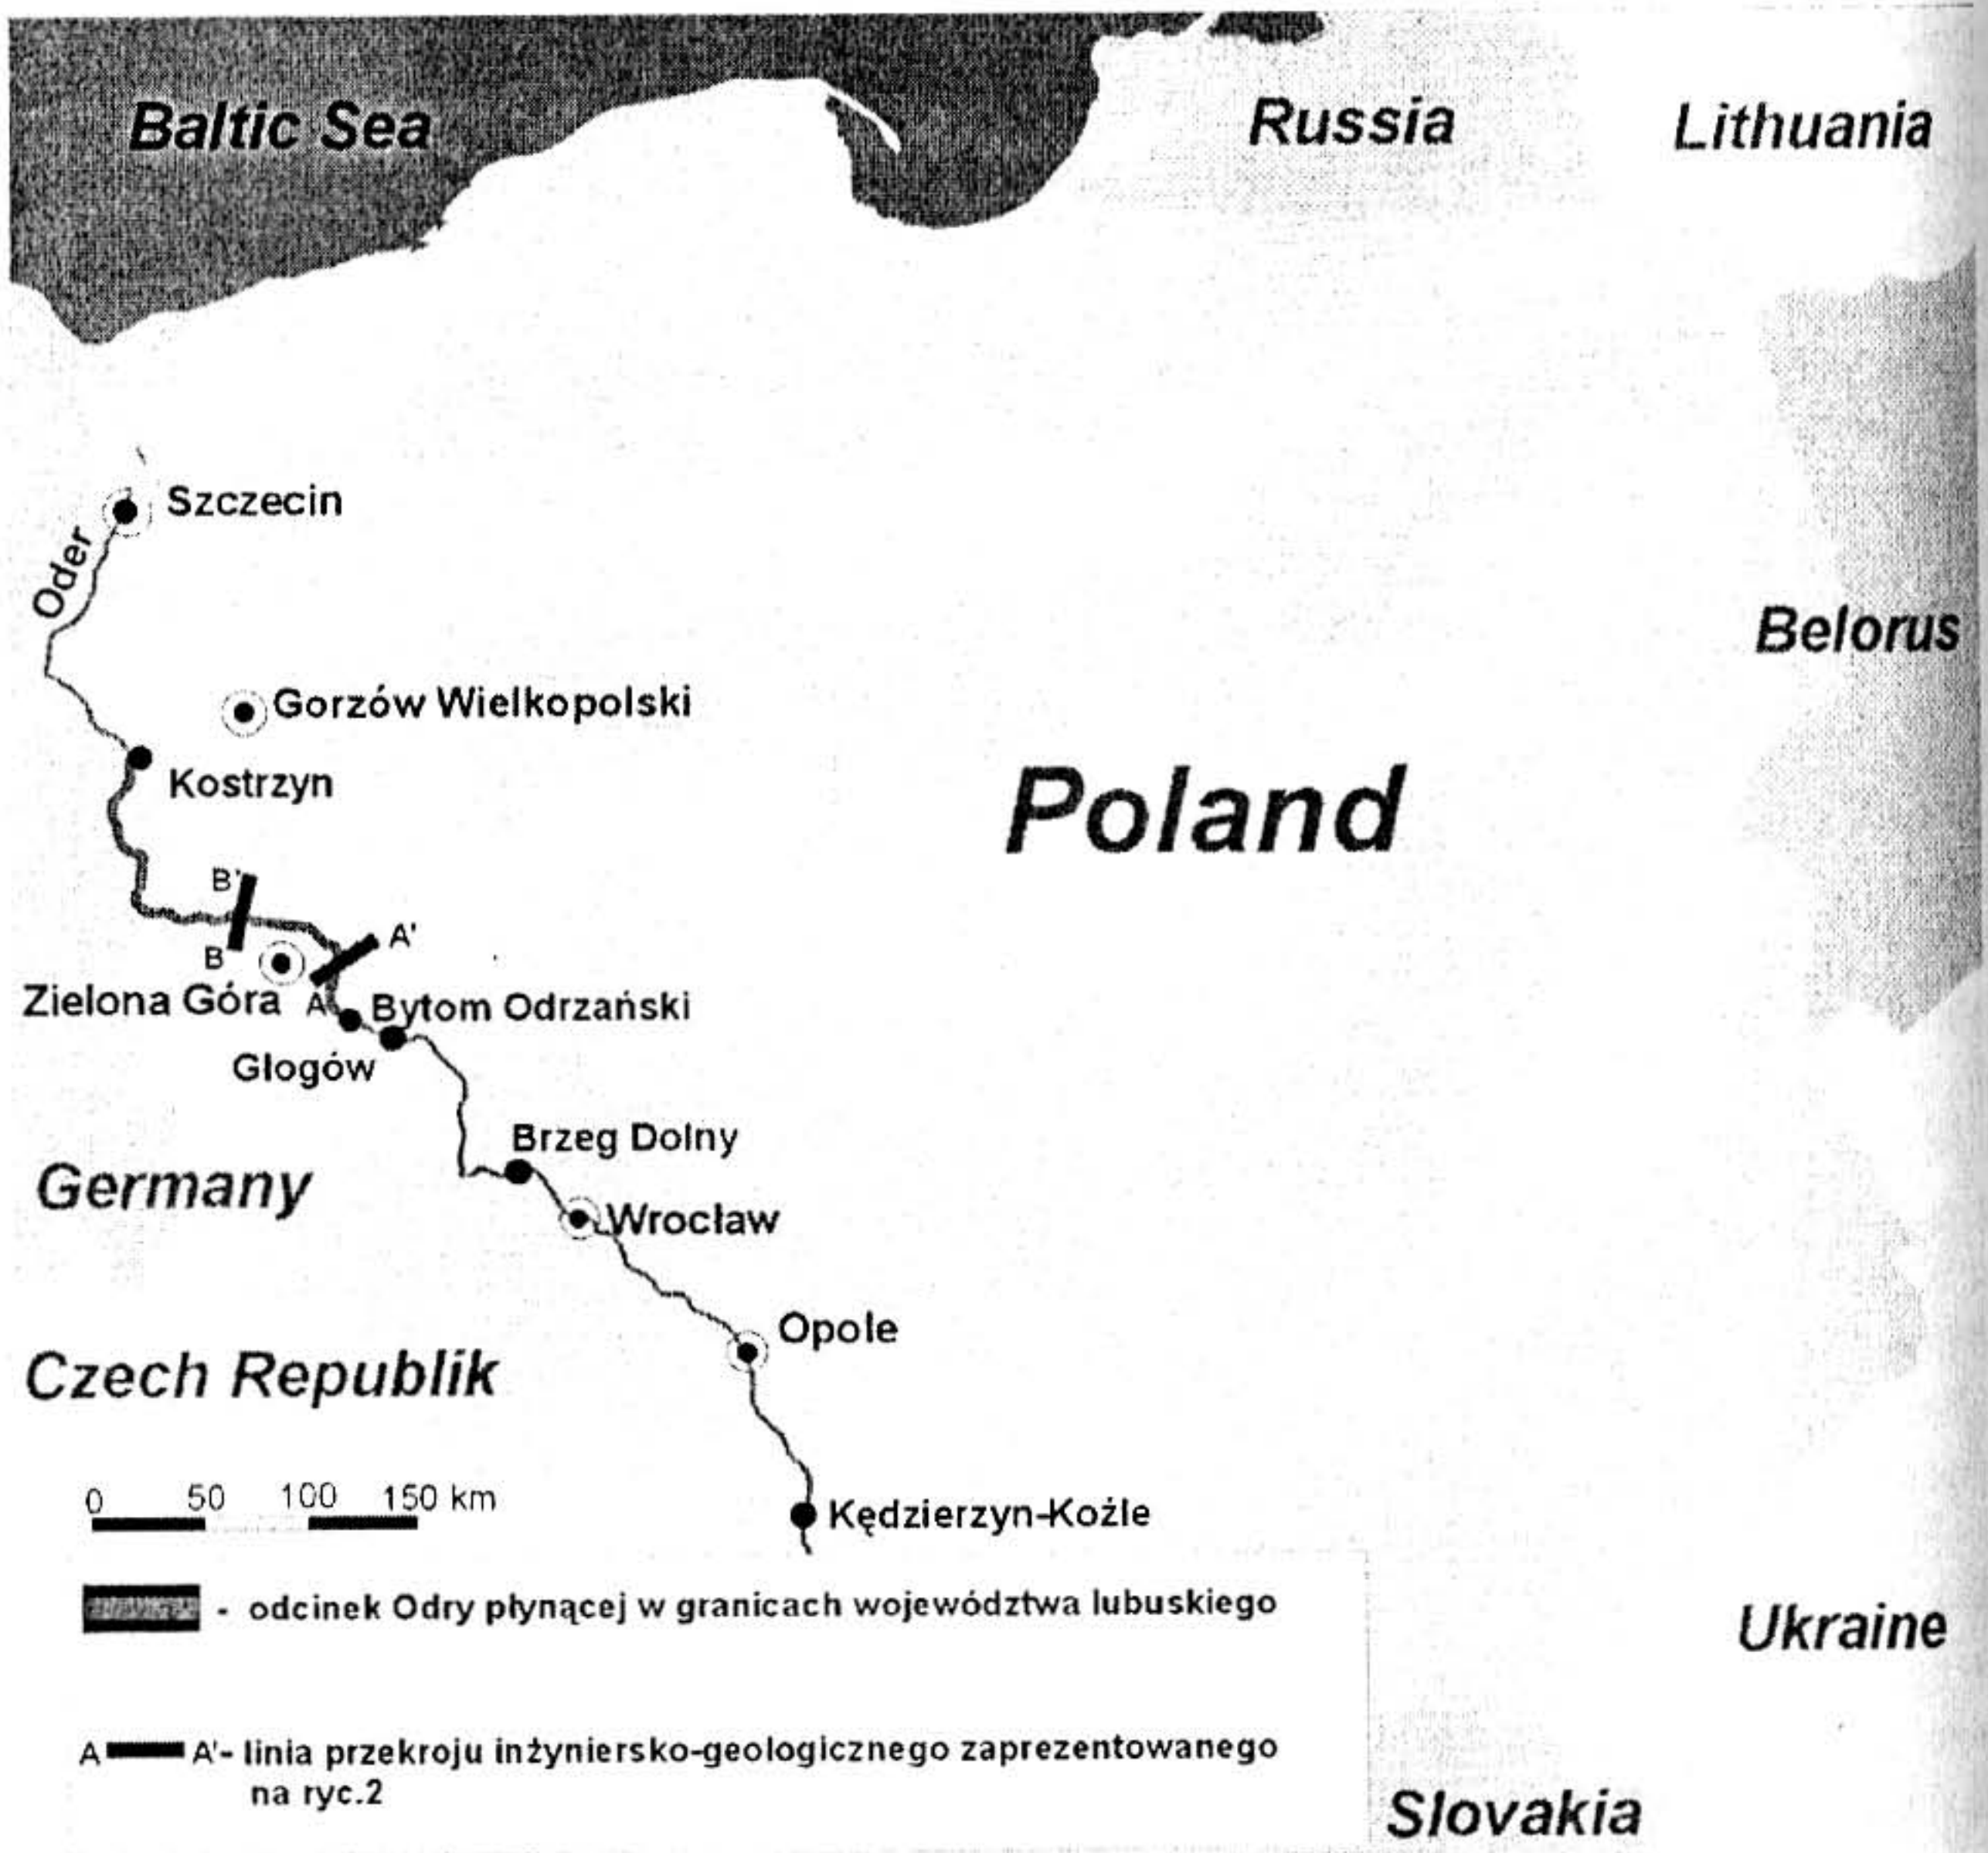 Baltic Sea
Russia
Lithuania
Szczecin
Oder
Belorus
Gorzów Wielkopolski
Kostrzyn
Poland
B'
B
A'
Zielona Góra
A
Bytom Odrzański
Głogów
Brzeg Dolny
Germany
Wrocław
Opole
Czech Republik
0 50 100 150 km
Kędzierzyn-Koźle
- odcinek Odry płynącej w granicach województwa lubuskiego
Ukraine
A A'- linia przekroju inżyniersko-geologicznego zaprezentowanego
na ryc.2
Slovakia